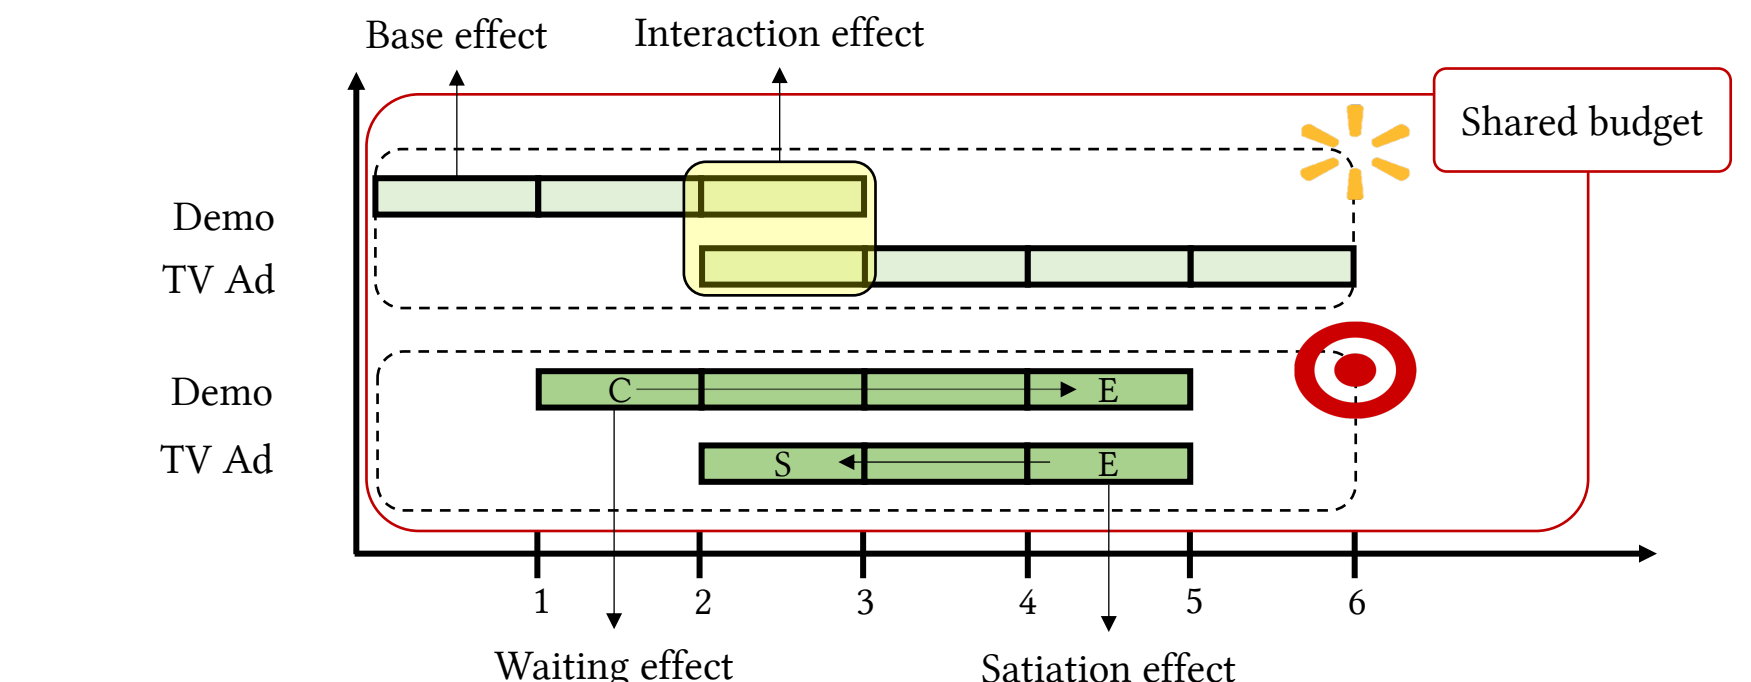 Base effect
Interaction effect
Shared budget
Demo
TV Ad
Demo
C
E
TV Ad
S
E
1 2 3 4 5 6
Waiting effect
Satiation effect